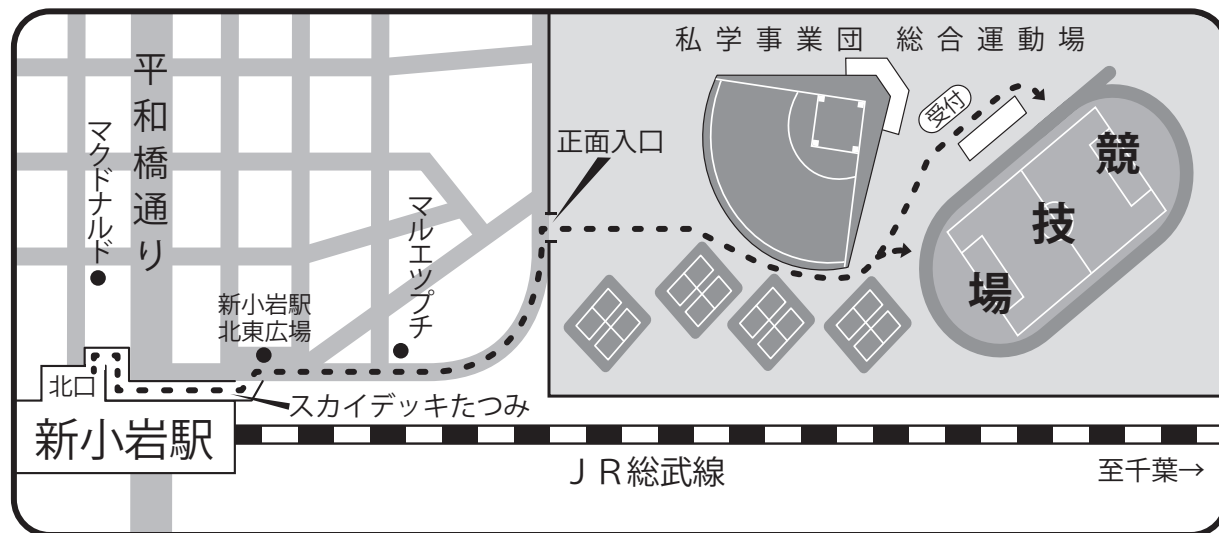 私学事業団 総合運動場
平和橋通り
マクドナルド
正面入口
受付
競技場
マルエツプチ
新小岩駅
北東広場
北口
スカイデッキたつみ
新小岩駅
ＪＲ総武線
至千葉→